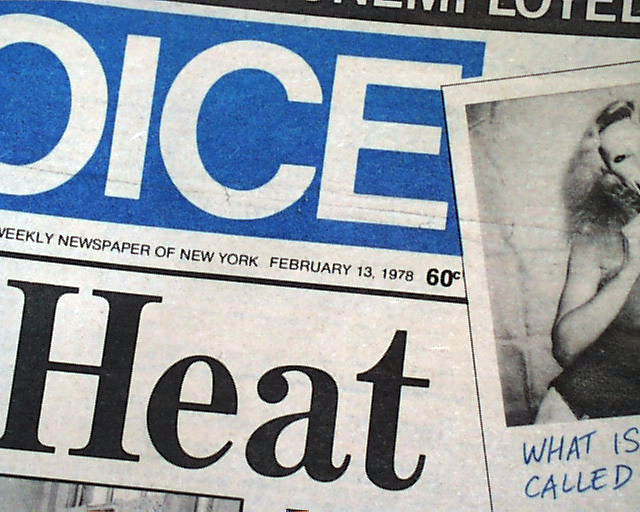 OICE
WEEKLY NEWSPAPER OF NEW YORK FEBRUARY 13, 1978 60¢
Heat
WHAT IS
CALLED